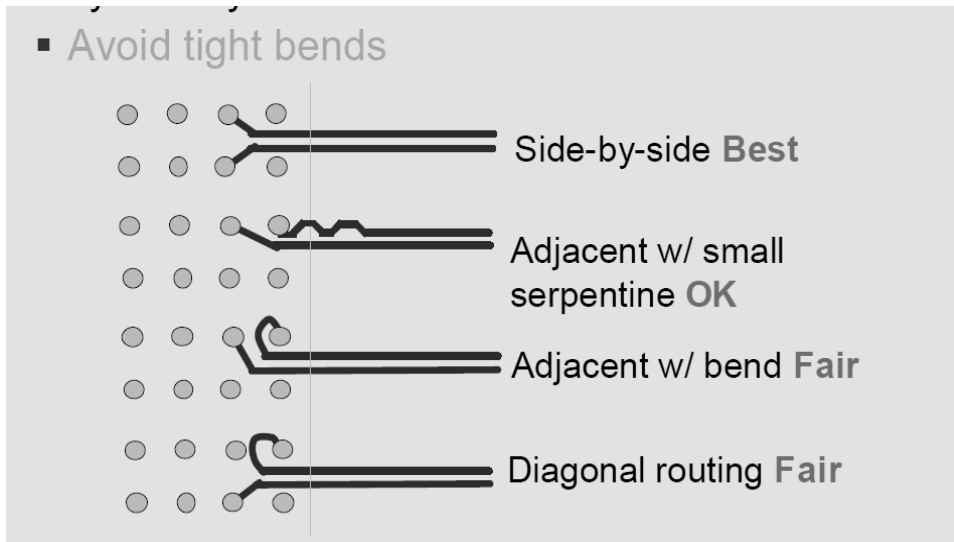 ▪ Avoid tight bends
Side-by-side Best
Adjacent w/ small
serpentine OK
Adjacent w/ bend Fair
Diagonal routing Fair